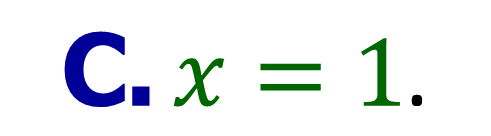 C. x = 1.